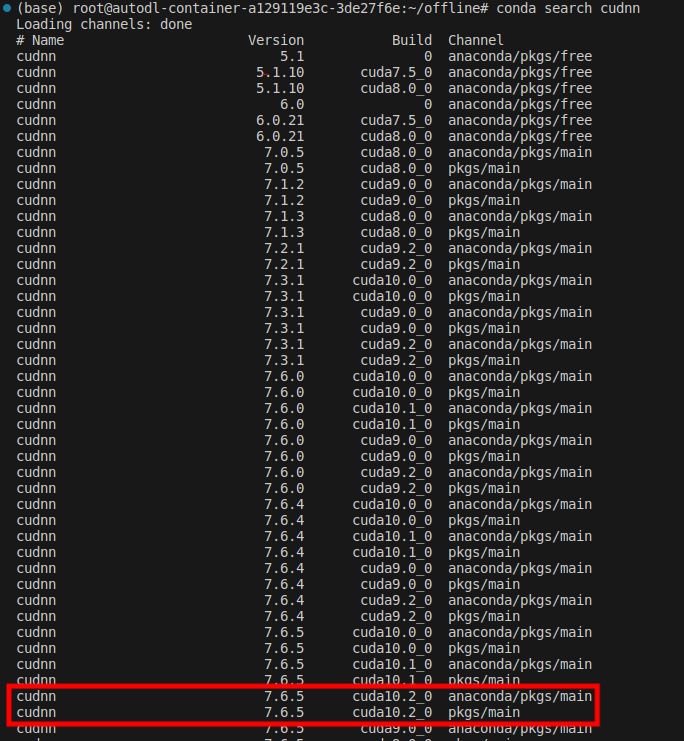 (base) root@autodl-container-a129119e3c-3de27f6e:~/offline# conda search cudnn
Loading channels: done
# Name Version Build Channel
cudnn 5.1 0 anaconda/pkgs/free
cudnn 5.1.10 cuda7.5_0 anaconda/pkgs/free
cudnn 5.1.10 cuda8.0_0 anaconda/pkgs/free
cudnn 6.0 0 anaconda/pkgs/free
cudnn 6.0.21 cuda7.5_0 anaconda/pkgs/free
cudnn 6.0.21 cuda8.0_0 anaconda/pkgs/free
cudnn 7.0.5 cuda8.0_0 anaconda/pkgs/main
cudnn 7.0.5 cuda8.0_0 pkgs/main
cudnn 7.1.2 cuda9.0_0 anaconda/pkgs/main
cudnn 7.1.2 cuda9.0_0 pkgs/main
cudnn 7.1.3 cuda8.0_0 anaconda/pkgs/main
cudnn 7.1.3 cuda8.0_0 pkgs/main
cudnn 7.2.1 cuda9.2_0 anaconda/pkgs/main
cudnn 7.2.1 cuda9.2_0 pkgs/main
cudnn 7.3.1 cuda10.0_0 anaconda/pkgs/main
cudnn 7.3.1 cuda10.0_0 pkgs/main
cudnn 7.3.1 cuda9.0_0 anaconda/pkgs/main
cudnn 7.3.1 cuda9.0_0 pkgs/main
cudnn 7.3.1 cuda9.2_0 anaconda/pkgs/main
cudnn 7.3.1 cuda9.2_0 pkgs/main
cudnn 7.6.0 cuda10.0_0 anaconda/pkgs/main
cudnn 7.6.0 cuda10.0_0 pkgs/main
cudnn 7.6.0 cuda10.1_0 anaconda/pkgs/main
cudnn 7.6.0 cuda10.1_0 pkgs/main
cudnn 7.6.0 cuda9.0_0 anaconda/pkgs/main
cudnn 7.6.0 cuda9.0_0 pkgs/main
cudnn 7.6.0 cuda9.2_0 anaconda/pkgs/main
cudnn 7.6.0 cuda9.2_0 pkgs/main
cudnn 7.6.4 cuda10.0_0 anaconda/pkgs/main
cudnn 7.6.4 cuda10.0_0 pkgs/main
cudnn 7.6.4 cuda10.1_0 anaconda/pkgs/main
cudnn 7.6.4 cuda10.1_0 pkgs/main
cudnn 7.6.4 cuda9.0_0 anaconda/pkgs/main
cudnn 7.6.4 cuda9.0_0 pkgs/main
cudnn 7.6.4 cuda9.2_0 anaconda/pkgs/main
cudnn 7.6.4 cuda9.2_0 pkgs/main
cudnn 7.6.5 cuda10.0_0 anaconda/pkgs/main
cudnn 7.6.5 cuda10.0_0 pkgs/main
cudnn 7.6.5 cuda10.1_0 anaconda/pkgs/main
cudnn 7.6.5 cuda10.1_0 pkgs/main
cudnn 7.6.5 cuda10.2_0 anaconda/pkgs/main
cudnn 7.6.5 cuda10.2_0 pkgs/main
cudnn 7.6.5 cuda9.0_0 anaconda/pkgs/main